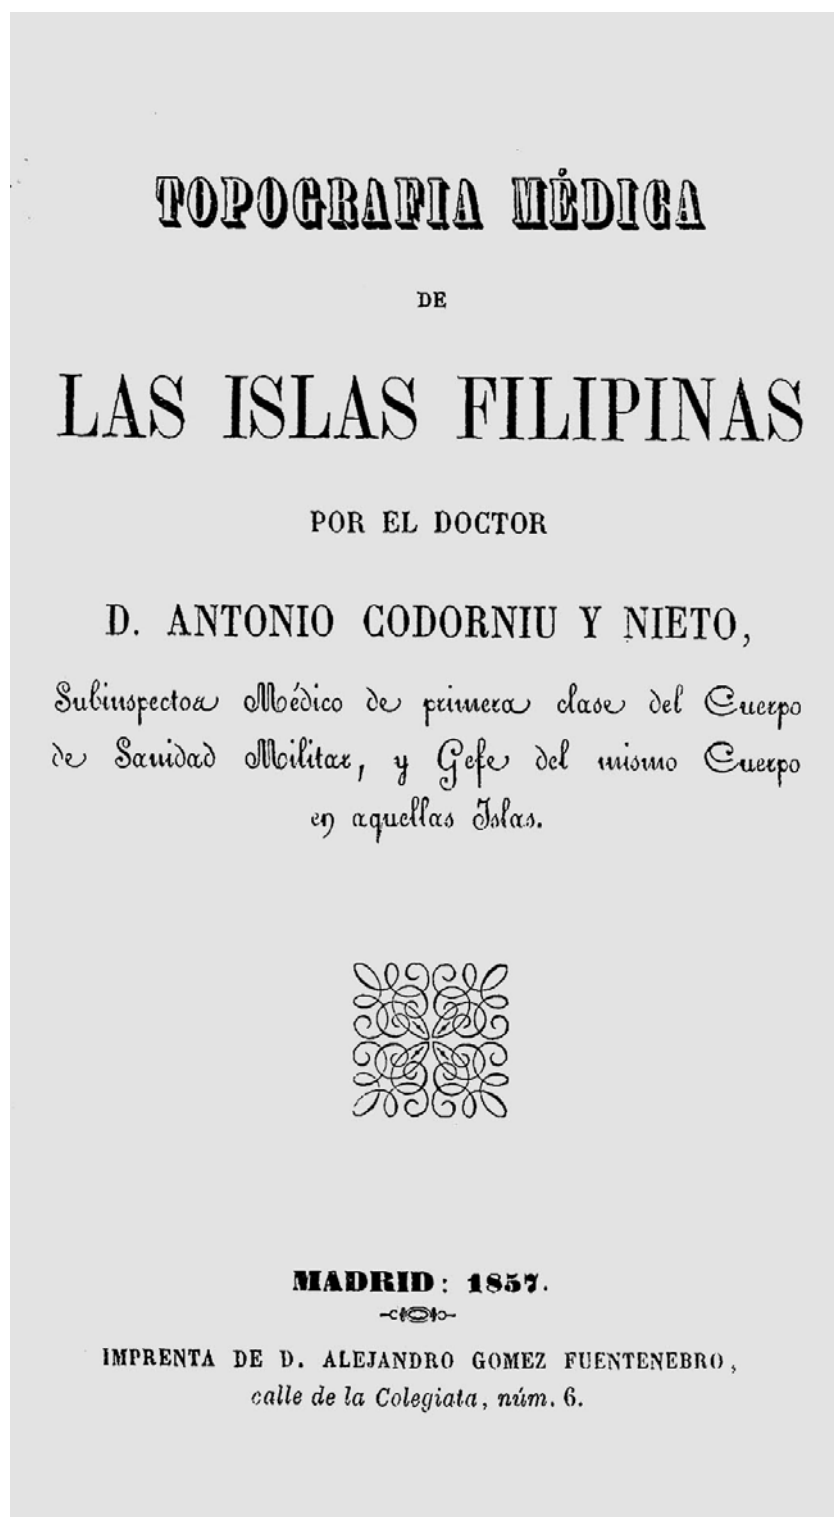 TOPOGRAFIA MÉDICA
DE
LAS ISLAS FILIPINAS
POR EL DOCTOR
D. ANTONIO CODORNIU Y NIETO,
Subinspector Médico de primera clase del Cuerpo
de Sanidad Militar, y Gefe del mismo Cuerpo
en aquellas Islas.
MADRID: 1857.
IMPRENTA DE D. ALEJANDRO GOMEZ FUENTENEBRO,
calle de la Colegiata, núm. 6.